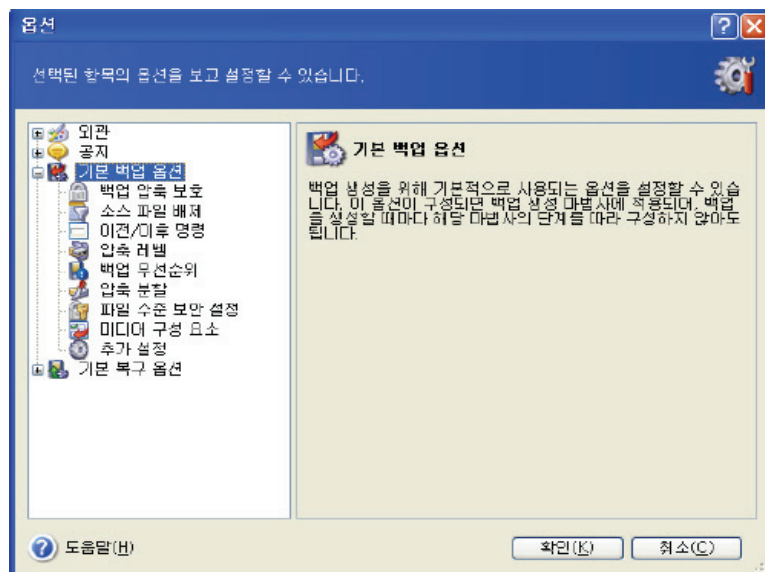 옵션
선택된 항목의 옵션을 보고 설정할 수 있습니다.
외관
공지
기본 백업 옵션
백업 압축 보호
소스 파일 배제
이전/이후 명령
압축 레벨
백업 우선순위
압축 분할
파일 수준 보안 설정
미디어 구성 요소
추가 설정
기본 복구 옵션
기본 백업 옵션
백업 생성을 위해 기본적으로 사용되는 옵션을 설정할 수 있습
니다. 이 옵션이 구성되면 백업 생성 마법사에 적용되며, 백업
을 생성할 때마다 해당 마법사의 단계를 따라 구성하지 않아도
됩니다.
도움말(H)
확인(K)
취소(C)